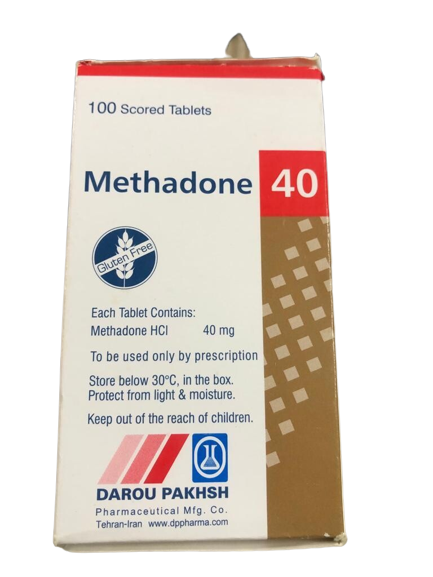 100 Scored Tablets
Methadone 40
Gluten Free
Each Tablet Contains:
Methadone HCl 40 mg
To be used only by prescription
Store below 30°C, in the box.
Protect from light & moisture.
Keep out of the reach of children.
DAROU PAKHSH
Pharmaceutical Mfg. Co.
Tehran-Iran www.dppharma.com